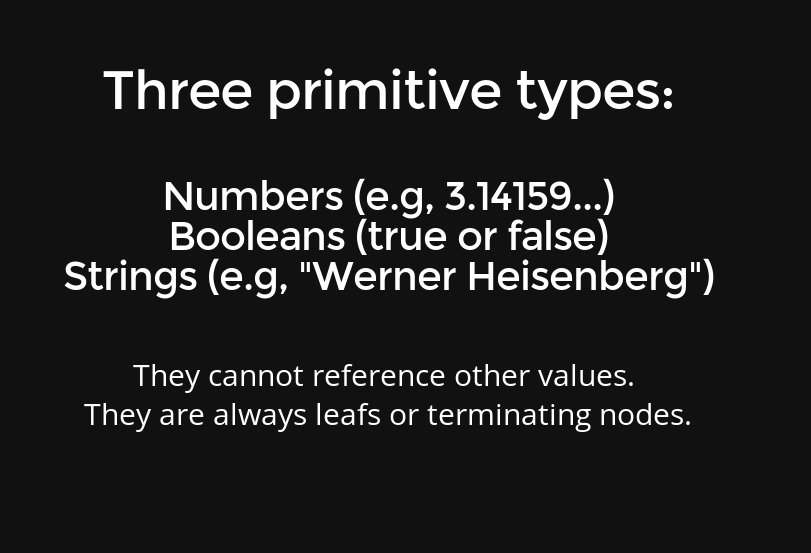 Three primitive types:
Numbers (e.g, 3.14159...)
Booleans (true or false)
Strings (e.g, "Werner Heisenberg")
They cannot reference other values.
They are always leafs or terminating nodes.